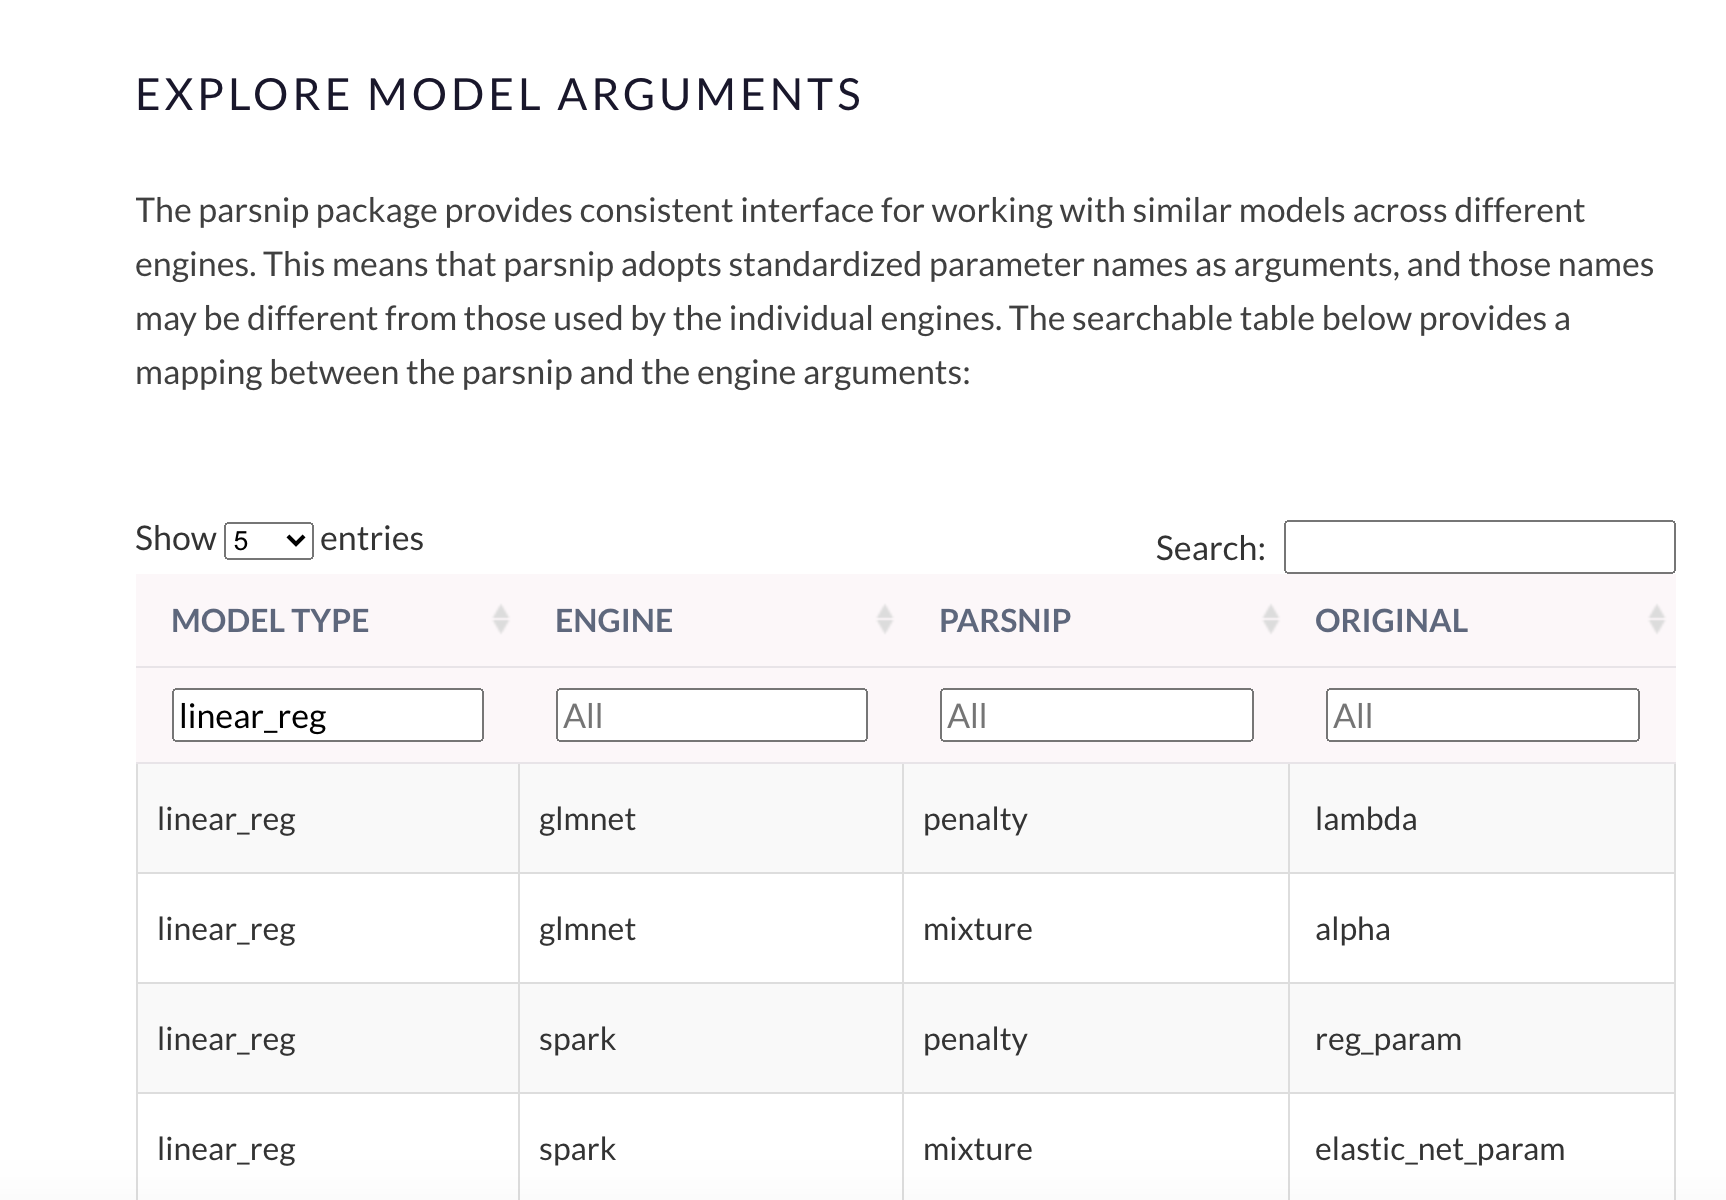 EXPLORE MODEL ARGUMENTS
The parsnip package provides consistent interface for working with similar models across different
engines. This means that parsnip adopts standardized parameter names as arguments, and those names
may be different from those used by the individual engines. The searchable table below provides a
mapping between the parsnip and the engine arguments:
Show 5 entries Search:
MODEL TYPE ENGINE PARSNIP ORIGINAL
linear_reg All All All
linear_reg glmnet penalty lambda
linear_reg glmnet mixture alpha
linear_reg spark penalty reg_param
linear_reg spark mixture elastic_net_param